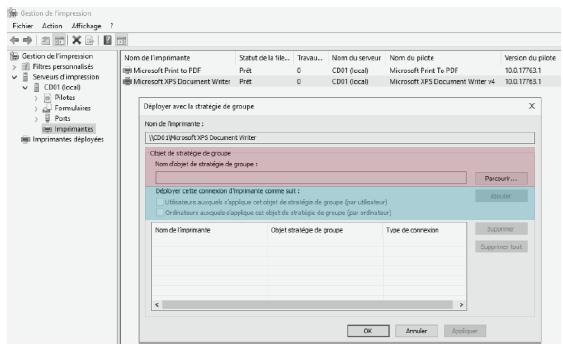 Gestion de l'impression
Fichier Action Affichage ?
Gestion de l'impression
Filtres personnalisés
Serveurs d'impression
CD01 (local)
Pilotes
Formulaires
Ports
Imprimantes
Imprimantes déployées
Nom de l'imprimante Statut de la file... Travau... Nom du serveur Nom du pilote Version du pilote
Microsoft Print to PDF Prêt 0 CD01 (local) Microsoft Print To PDF 10.0.17763.1
Microsoft XPS Document Writer Prêt 0 CD01 (local) Microsoft XPS Document Writer v4 10.0.17763.1
Déployer avec la stratégie de groupe X
Nom de l'imprimante :
\\CD01\Microsoft XPS Document Writer
Objet de stratégie de groupe
Nom d'objet de stratégie de groupe :
Parcourir...
Déployer cette connexion d'imprimante comme suit :
Ajouter
Utilisateurs auxquels s'applique cet objet de stratégie de groupe (par utilisateur)
Ordinateurs auxquels s'applique cet objet de stratégie de groupe (par ordinateur)
Nom de l'imprimante Objet stratégie de groupe Type de connexion
Supprimer
Supprimer tout
OK Annuler Appliquer